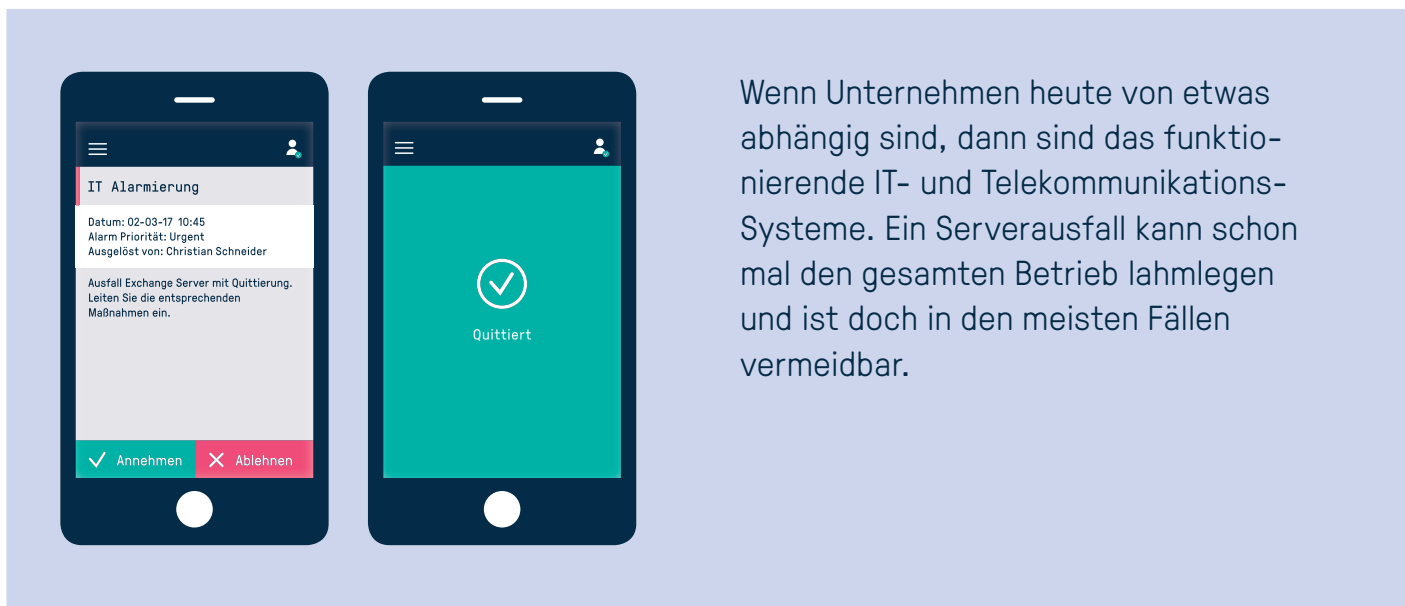 IT Alarmierung
Datum: 02-03-17 10:45
Alarm Priorität: Urgent
Ausgelöst von: Christian Schneider
Ausfall Exchange Server mit Quittierung.
Leiten Sie die entsprechenden
Maßnahmen ein.
Annehmen
Ablehnen
Quittiert
Wenn Unternehmen heute von etwas
abhängig sind, dann sind das funktio-
nierende IT- und Telekommunikations-
Systeme. Ein Serverausfall kann schon
mal den gesamten Betrieb lahmlegen
und ist doch in den meisten Fällen
vermeidbar.